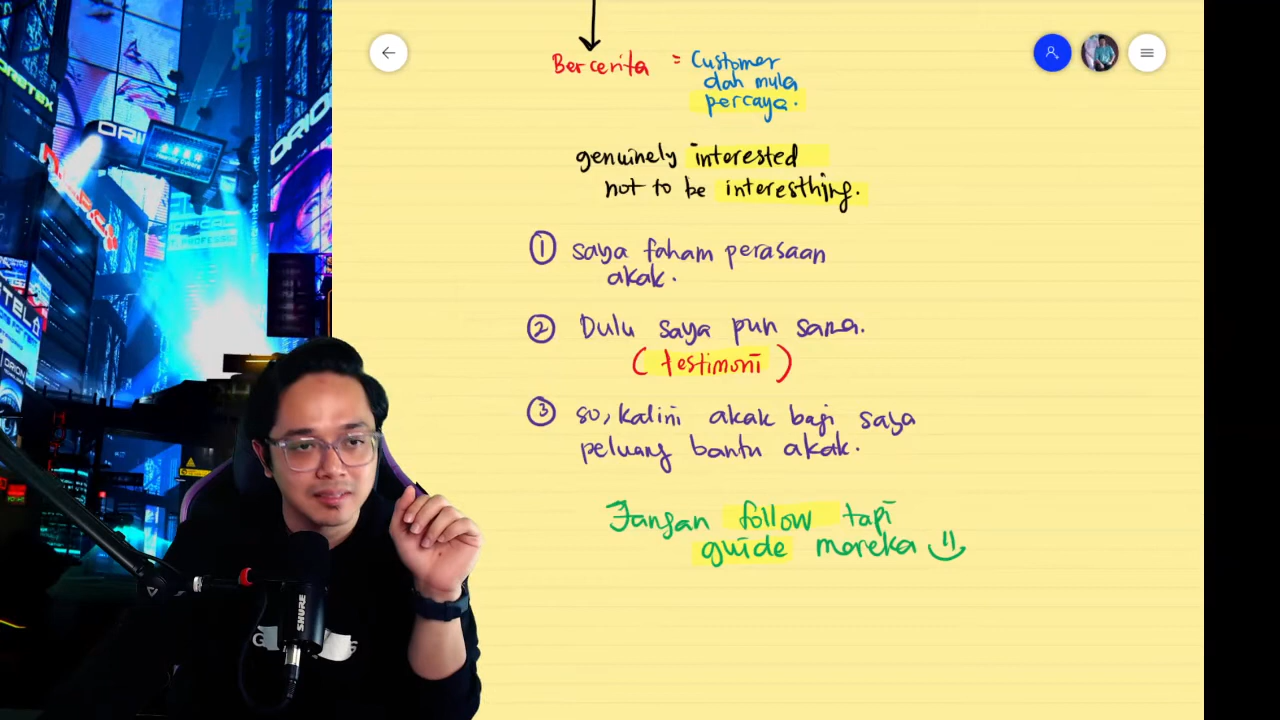 Bercerita = Customer
dah mula
percaya.
genuinely interested
not to be interesthing.
① saya faham perasaan
akak.
② Dulu saya pun sama.
(testimoni)
③ so, kalini akak bagi saya
peluang bantu akak.
Jangan follow tapi
guide mereka
SHURE